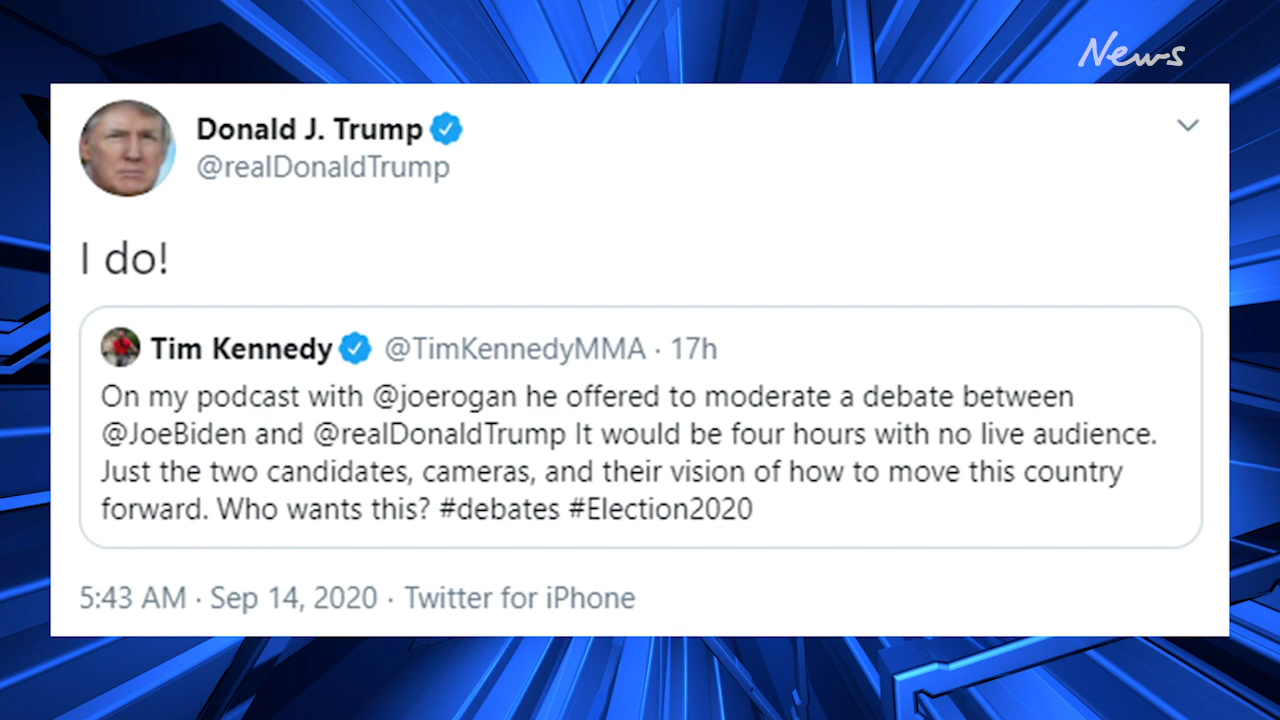 News
Donald J. Trump
@realDonaldTrump
I do!
Tim Kennedy @TimKennedyMMA · 17h
On my podcast with @joerogan he offered to moderate a debate between
@JoeBiden and @realDonaldTrump It would be four hours with no live audience.
Just the two candidates, cameras, and their vision of how to move this country
forward. Who wants this? #debates #Election2020
5:43 AM · Sep 14, 2020 · Twitter for iPhone